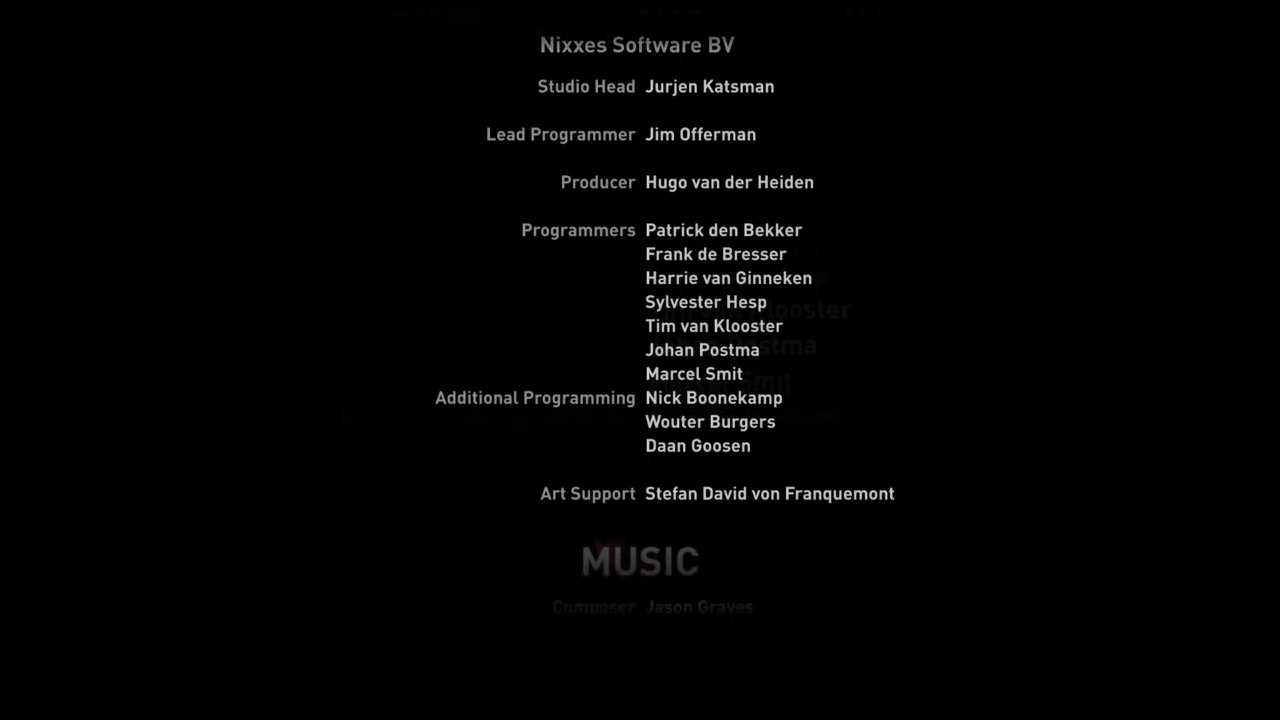 Nixxes Software BV
Studio Head Jurjen Katsman
Lead Programmer Jim Offerman
Producer Hugo van der Heiden
Programmers Patrick den Bekker
Frank de Bresser
Harrie van Ginneken
Sylvester Hesp
Tim van Klooster
Johan Postma
Marcel Smit
Additional Programming Nick Boonekamp
Wouter Burgers
Daan Goosen
Art Support Stefan David von Franquemont
MUSIC
Composer Jason Graves